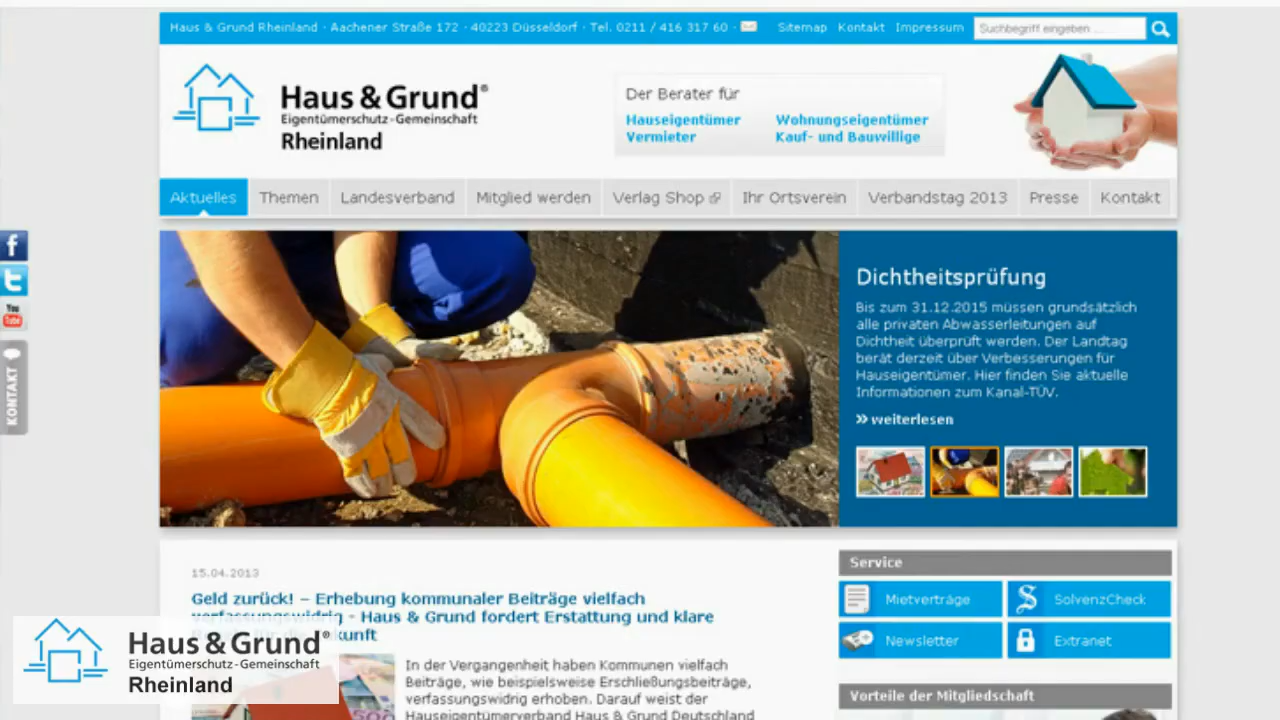 Haus & Grund Rheinland · Aachener Straße 172 · 40223 Düsseldorf · Tel. 0211 / 416 317 60 ·
Sitemap Kontakt Impressum
Suchbegriff eingeben .......
Haus & Grund®
Eigentümerschutz-Gemeinschaft
Rheinland
Der Berater für
Hauseigentümer Wohnungseigentümer
Vermieter Kauf- und Bauwillige
Aktuelles Themen Landesverband Mitglied werden Verlag Shop Ihr Ortsverein Verbandstag 2013 Presse Kontakt
f
t
You
Tube
KONTAKT
Dichtheitsprüfung
Bis zum 31.12.2015 müssen grundsätzlich
alle privaten Abwasserleitungen auf
Dichtheit überprüft werden. Der Landtag
berät derzeit über Verbesserungen für
Hauseigentümer. Hier finden Sie aktuelle
Informationen zum Kanal-TÜV.
» weiterlesen
15.04.2013
Geld zurück! – Erhebung kommunaler Beiträge vielfach
verfassungswidrig - Haus & Grund fordert Erstattung und klare
In der Vergangenheit haben Kommunen vielfach
Beiträge, wie beispielsweise Erschließungsbeiträge,
verfassungswidrig erhoben. Darauf weist der
Hauseigentümerverband Haus & Grund Deutschland
Service
Mietverträge SolvenzCheck
Newsletter Extranet
Vorteile der Mitgliedschaft
Haus & Grund®
Eigentümerschutz-Gemeinschaft
Rheinland